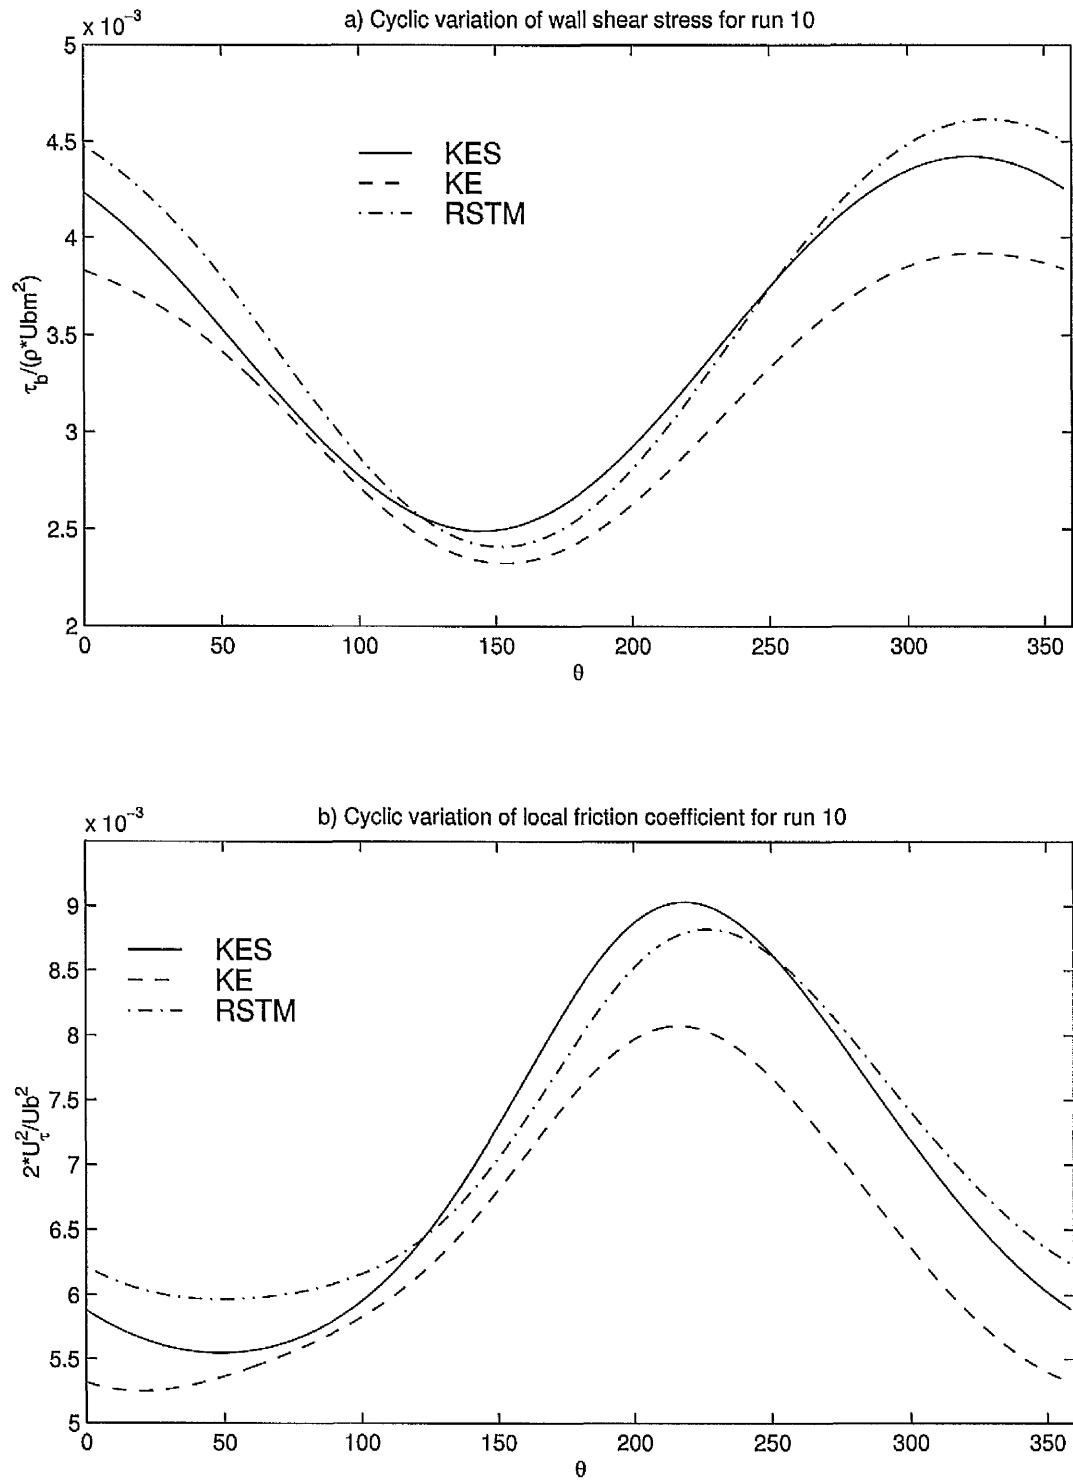 x 10⁻³
a) Cyclic variation of wall shear stress for run 10
5
4.5
4
3.5
3
2.5
2
τ_b/(ρ*Ubm²)
KES
KE
RSTM
0 50 100 150 200 250 300 350
θ
x 10⁻³
b) Cyclic variation of local friction coefficient for run 10
9
8.5
8
7.5
7
6.5
6
5.5
5
2*U_τ²/Ub²
KES
KE
RSTM
0 50 100 150 200 250 300 350
θ